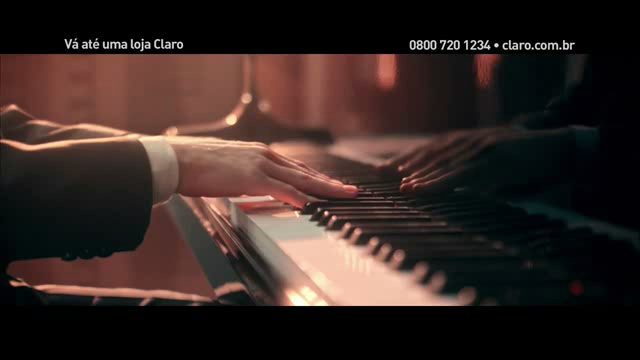 Vá até uma loja Claro
0800 720 1234 • claro.com.br